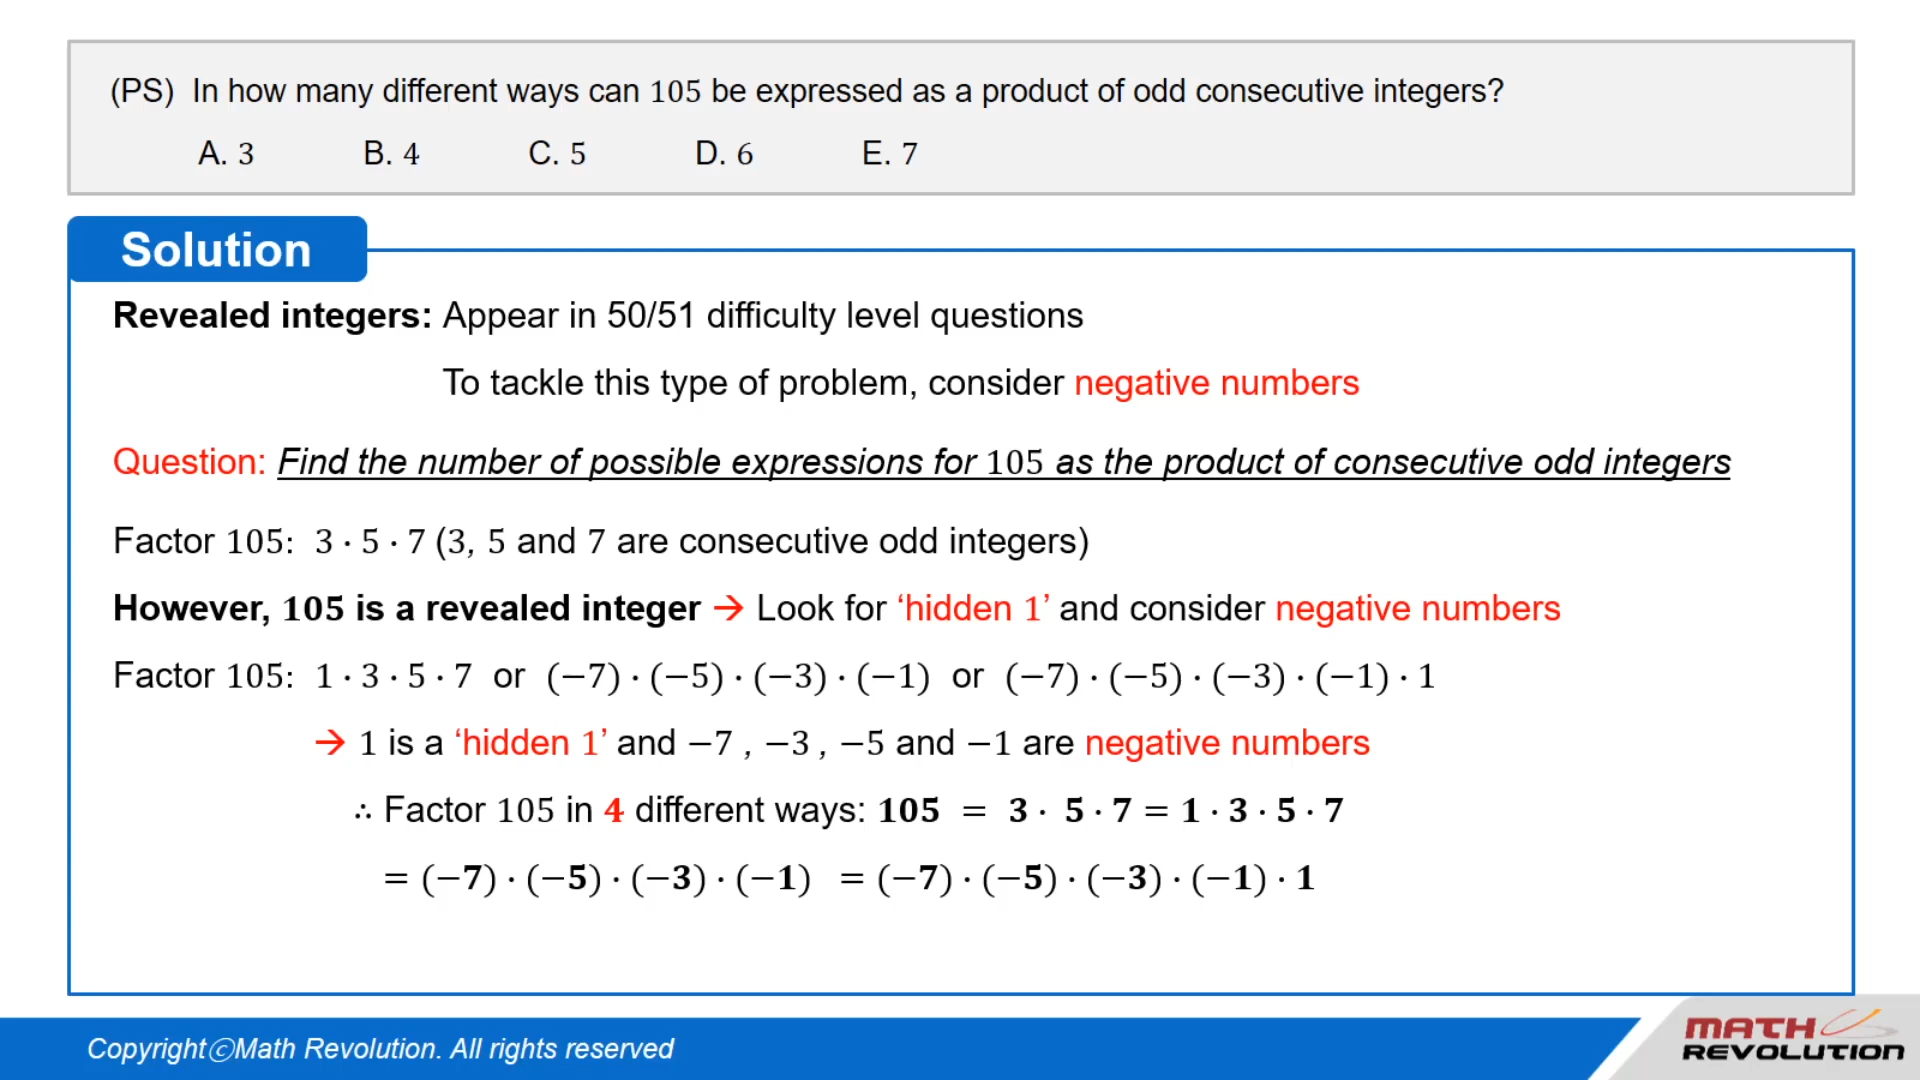 (PS) In how many different ways can 105 be expressed as a product of odd consecutive integers?
A. 3 B. 4 C. 5 D. 6 E. 7
Solution
Revealed integers: Appear in 50/51 difficulty level questions
To tackle this type of problem, consider negative numbers
Question: Find the number of possible expressions for 105 as the product of consecutive odd integers
Factor 105: 3 · 5 · 7 (3, 5 and 7 are consecutive odd integers)
However, 105 is a revealed integer → Look for ‘hidden 1’ and consider negative numbers
Factor 105: 1 · 3 · 5 · 7 or (−7) · (−5) · (−3) · (−1) or (−7) · (−5) · (−3) · (−1) · 1
→ 1 is a ‘hidden 1’ and −7 , −3 , −5 and −1 are negative numbers
∴ Factor 105 in 4 different ways: 105 = 3 · 5 · 7 = 1 · 3 · 5 · 7
= (−7) · (−5) · (−3) · (−1) = (−7) · (−5) · (−3) · (−1) · 1
CopyrightⓒMath Revolution. All rights reserved
MATH
REVOLUTION